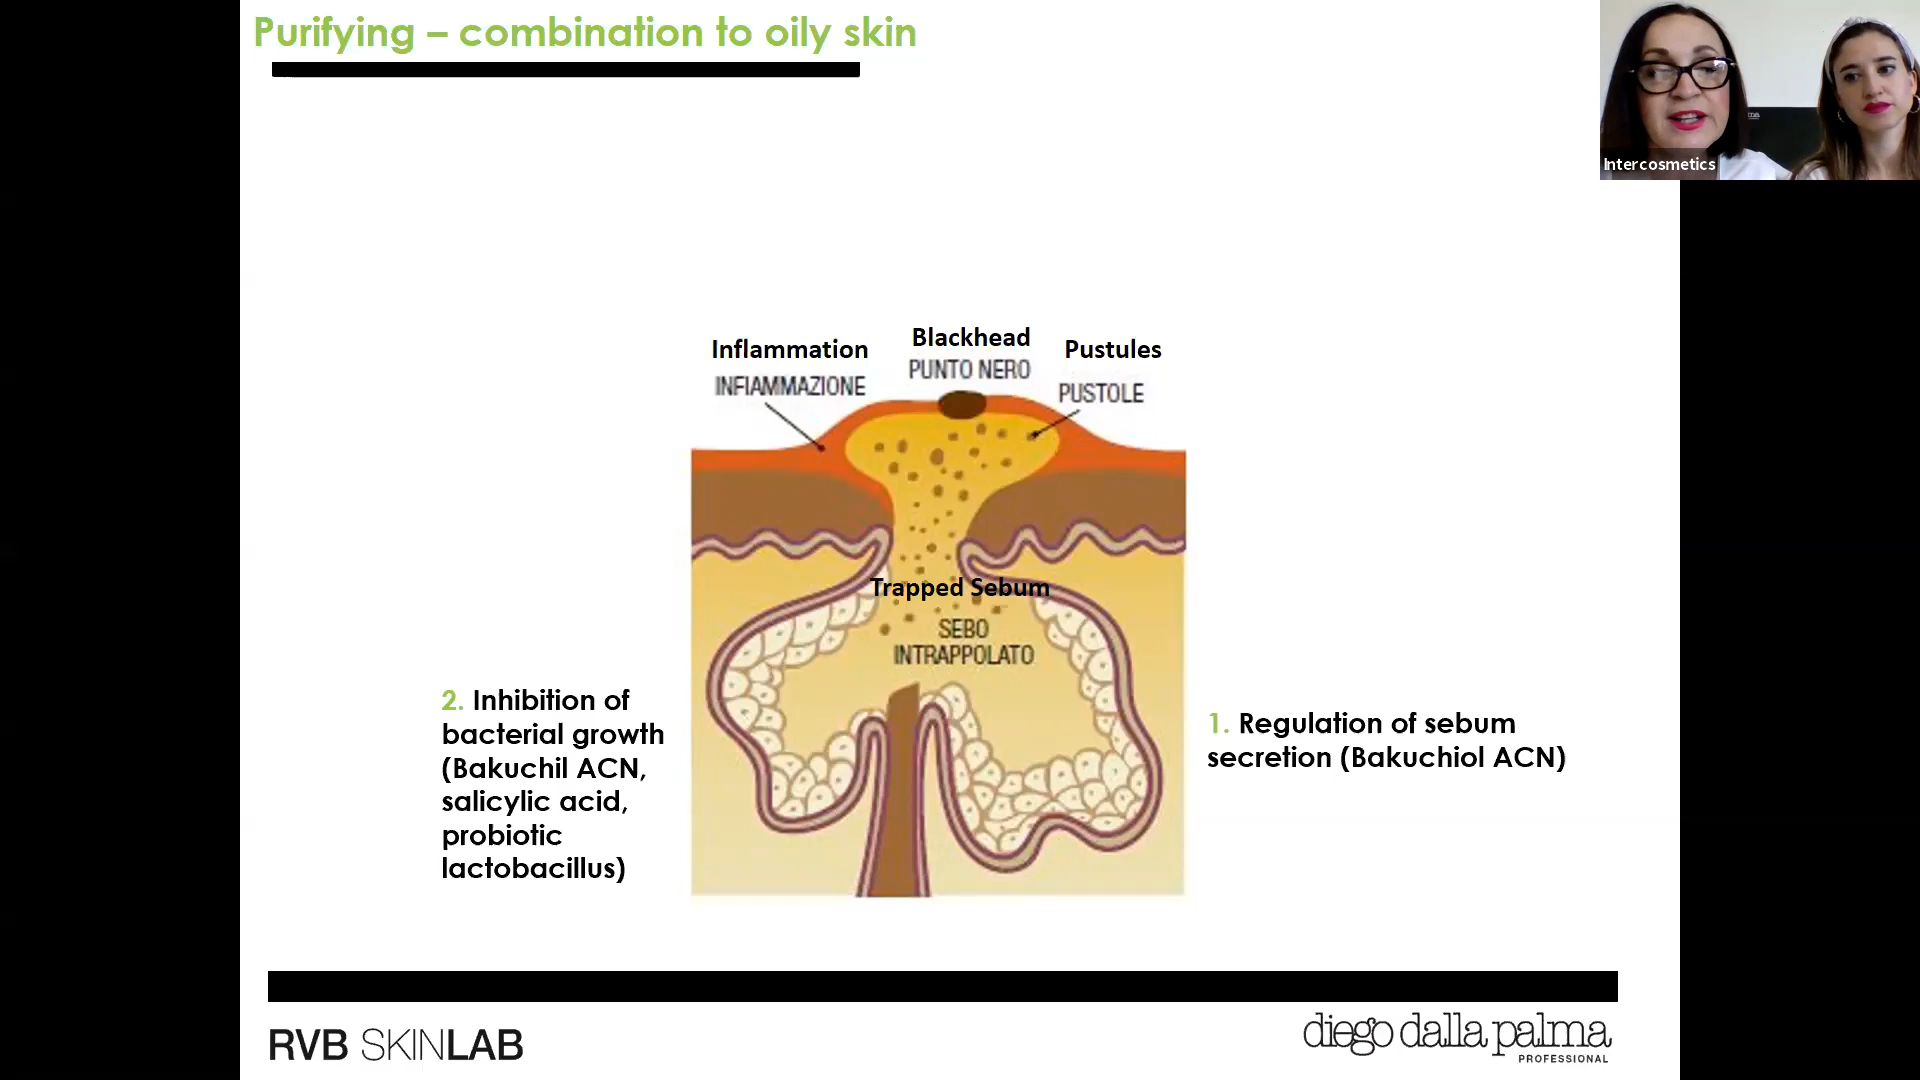 Purifying – combination to oily skin
Intercosmetics
Inflammation
INFIAMMAZIONE
Blackhead
PUNTO NERO
Pustules
PUSTOLE
Trapped Sebum
SEBO
INTRAPPOLATO
2. Inhibition of
bacterial growth
(Bakuchil ACN,
salicylic acid,
probiotic
lactobacillus)
1. Regulation of sebum
secretion (Bakuchiol ACN)
RVB SKINLAB
diego dalla palma
PROFESSIONAL